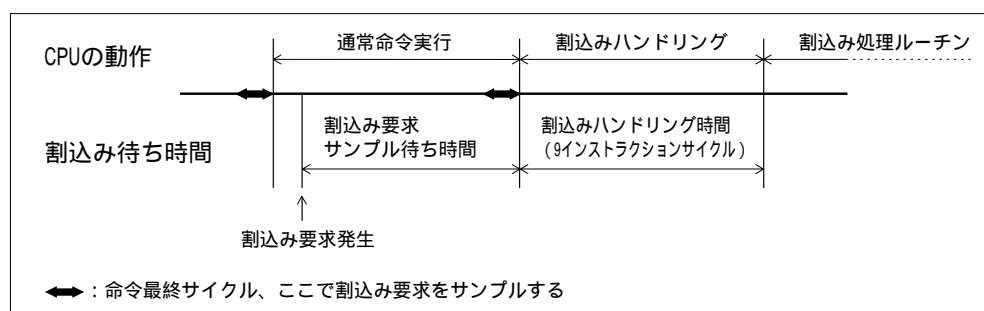 CPUの動作
通常命令実行
割込みハンドリング
割込み処理ルーチン
割込み待ち時間
割込み要求
サンプル待ち時間
割込みハンドリング時間
(9インストラクションサイクル)
割込み要求発生
:命令最終サイクル、ここで割込み要求をサンプルする